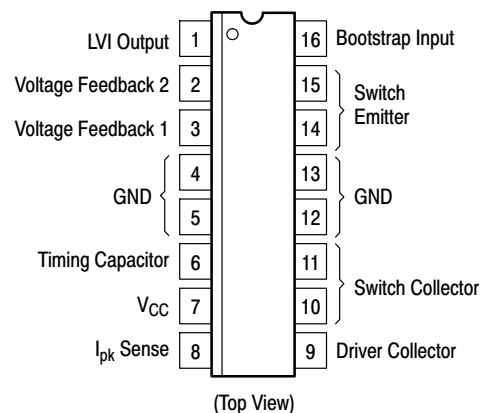 LVI Output 1 16 Bootstrap Input
Voltage Feedback 2 2 15
Switch
Emitter
Voltage Feedback 1 3 14
4 13
GND GND
5 12
Timing Capacitor 6 11
Switch Collector
VCC 7 10
Ipk Sense 8 9 Driver Collector
(Top View)